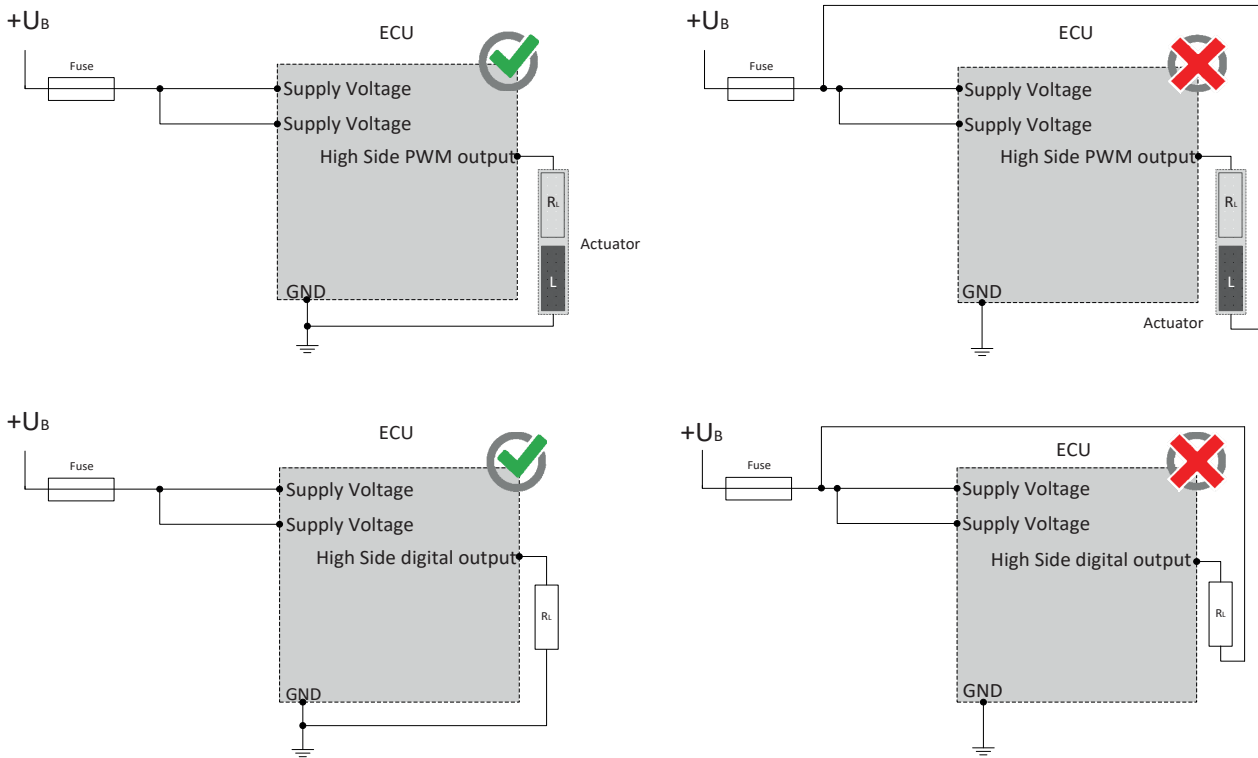 +UB
ECU
Fuse
Supply Voltage
Supply Voltage
High Side PWM output
RL
Actuator
L
GND
+UB
ECU
Fuse
Supply Voltage
Supply Voltage
High Side PWM output
RL
L
GND
Actuator
+UB
ECU
Fuse
Supply Voltage
Supply Voltage
High Side digital output
RL
GND
+UB
ECU
Fuse
Supply Voltage
Supply Voltage
High Side digital output
RL
GND